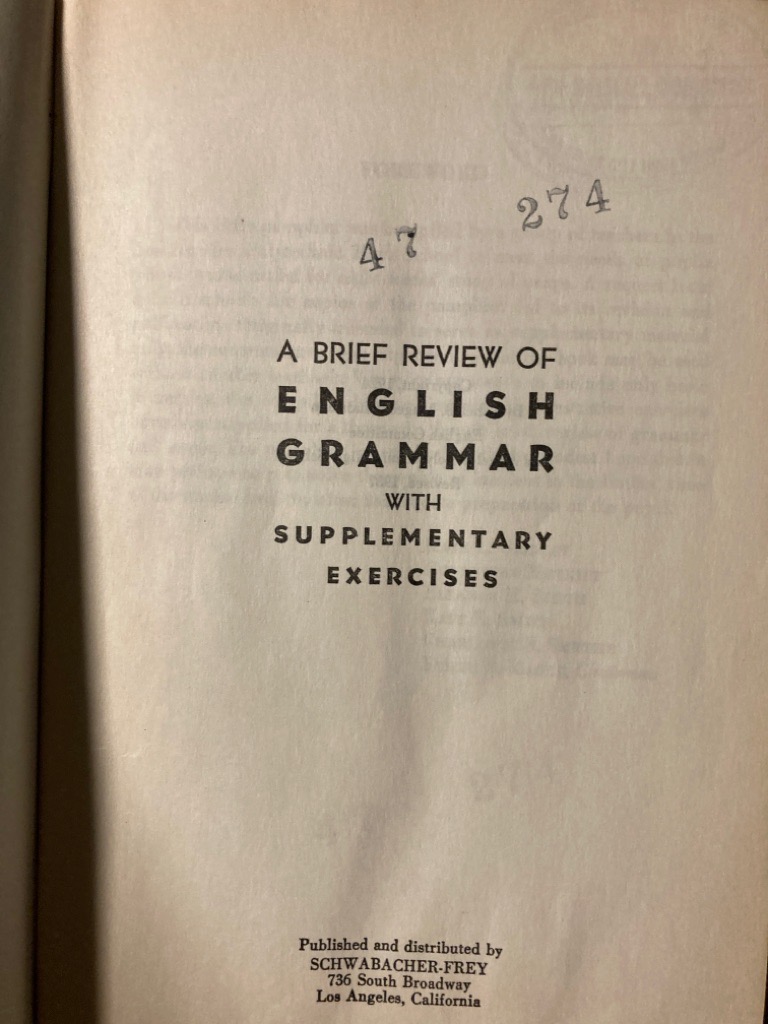 274
47
A BRIEF REVIEW OF
ENGLISH
GRAMMAR
WITH
SUPPLEMENTARY
EXERCISES
Published and distributed by
SCHWABACHER-FREY
736 South Broadway
Los Angeles, California